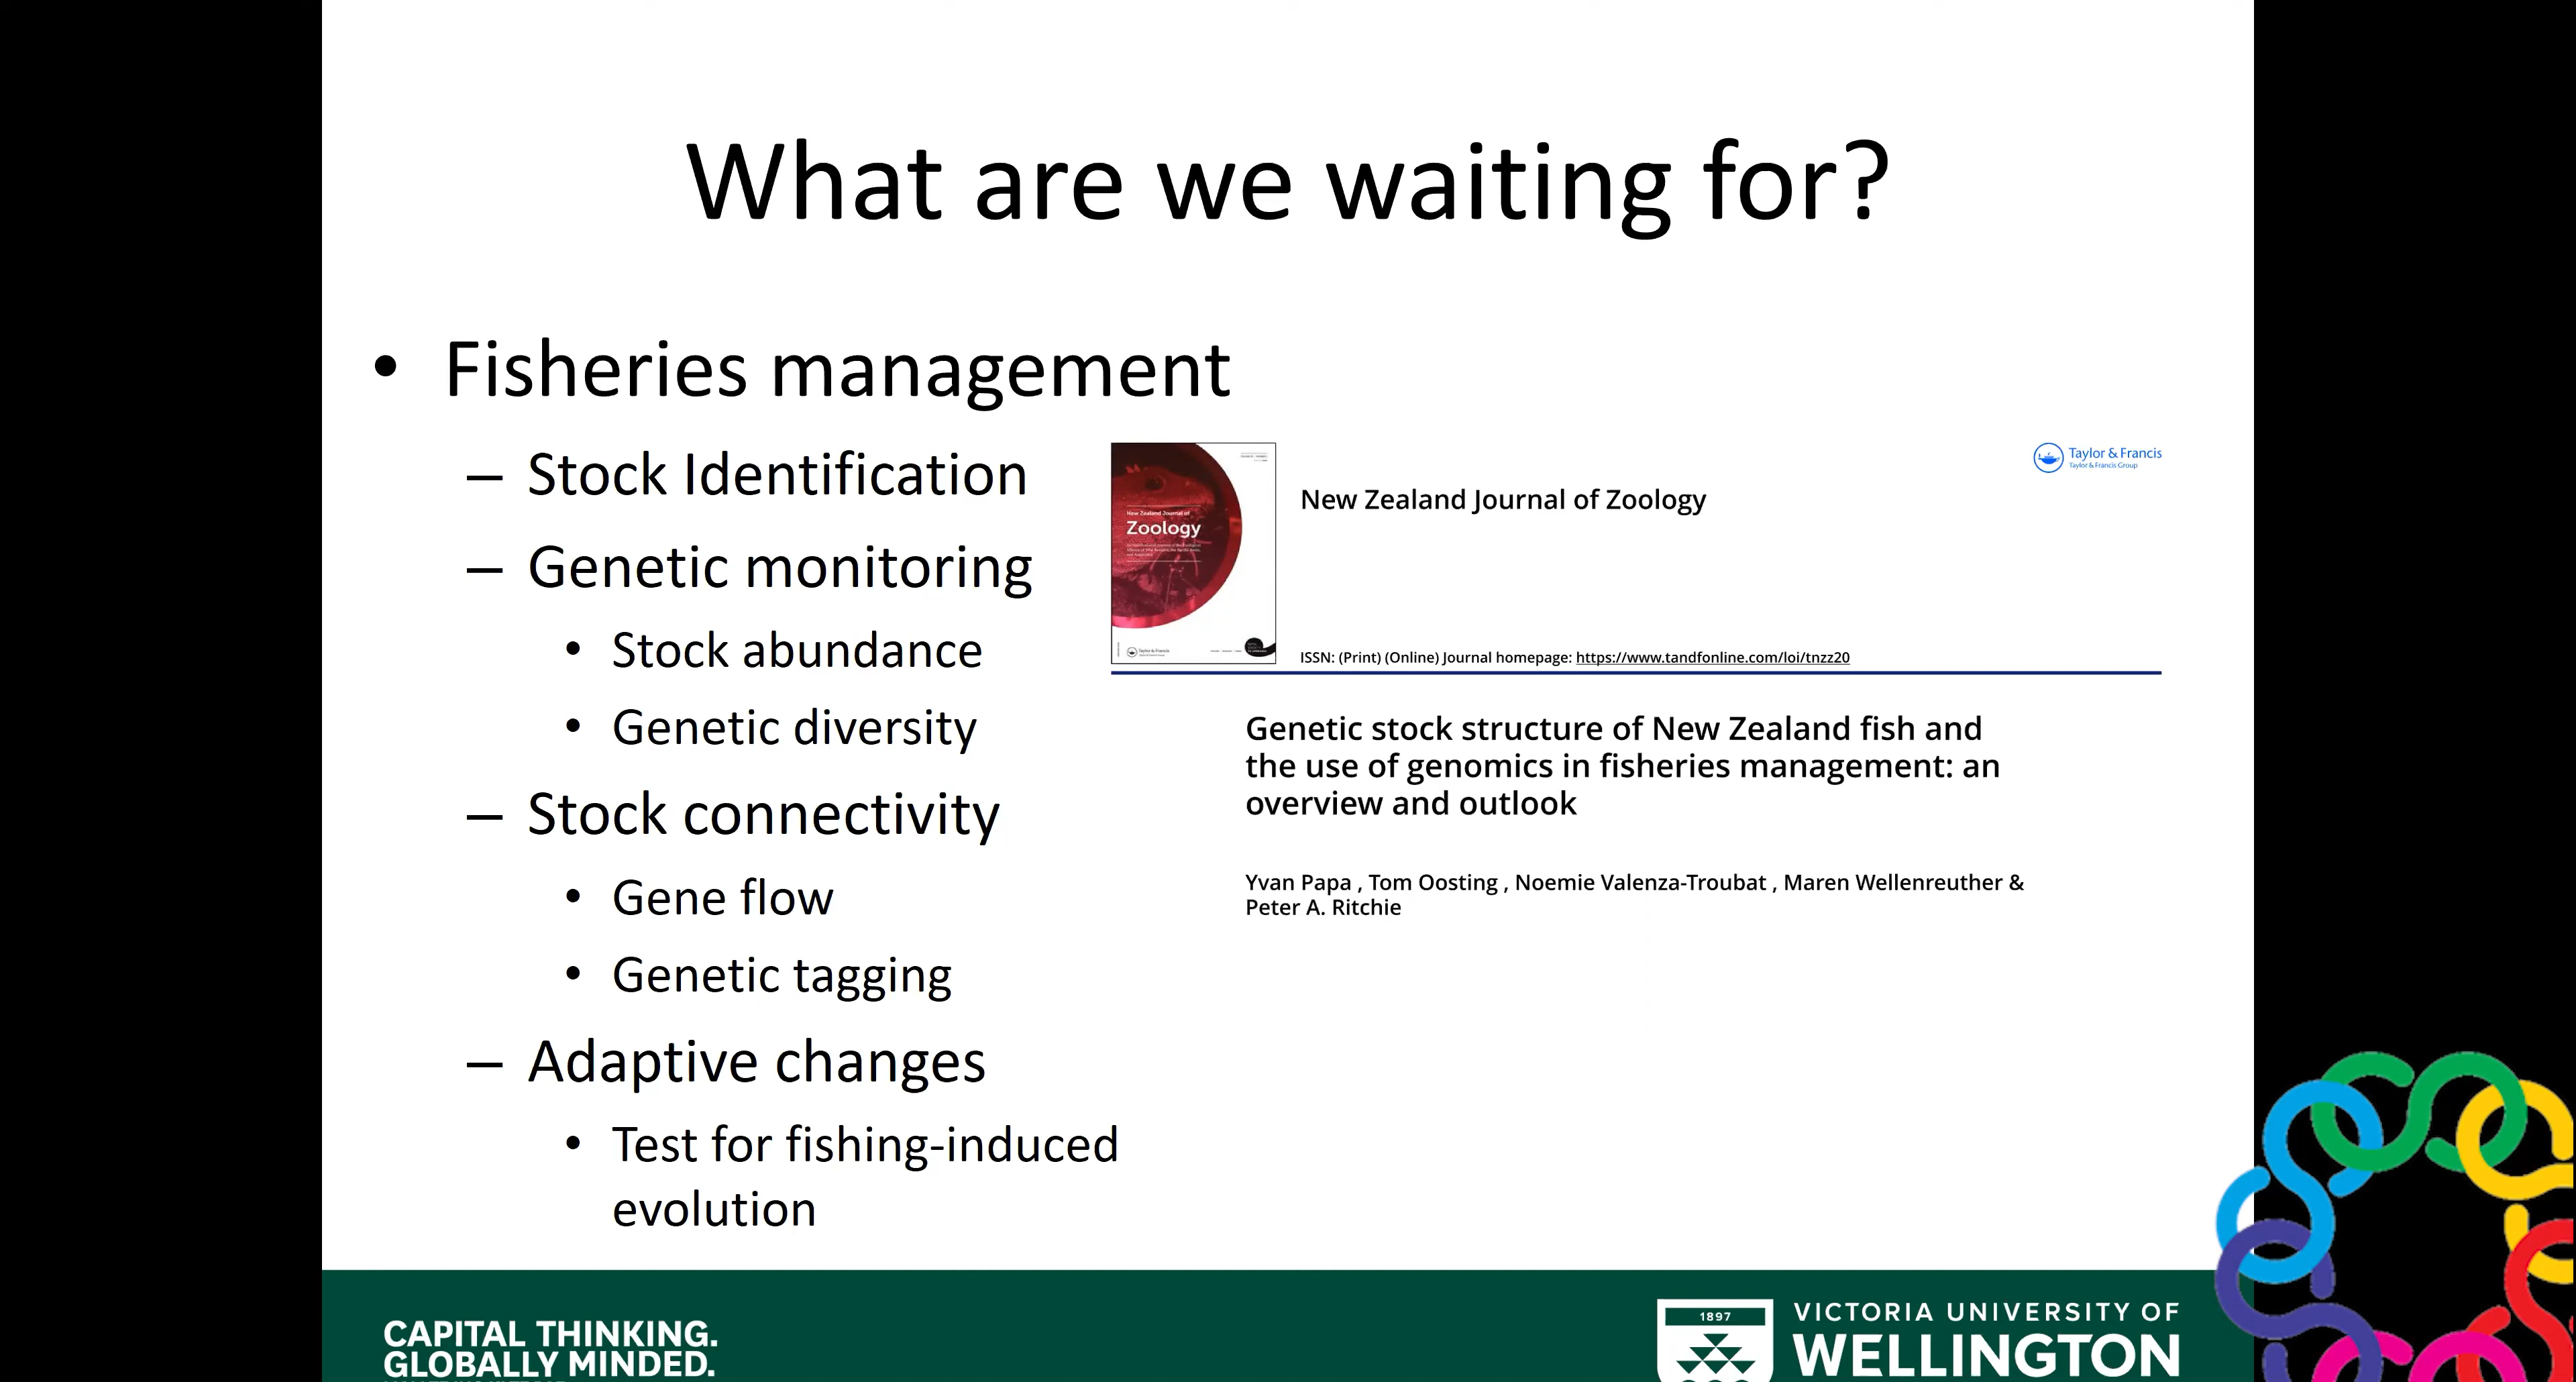 What are we waiting for?
• Fisheries management
– Stock Identification
– Genetic monitoring
• Stock abundance
• Genetic diversity
– Stock connectivity
• Gene flow
• Genetic tagging
– Adaptive changes
• Test for fishing-induced
evolution
Taylor & Francis
Taylor & Francis Group
New Zealand Journal of
Zoology
Taylor & Francis
New Zealand Journal of Zoology
ISSN: (Print) (Online) Journal homepage: https://www.tandfonline.com/loi/tnzz20
Genetic stock structure of New Zealand fish and
the use of genomics in fisheries management: an
overview and outlook
Yvan Papa , Tom Oosting , Noemie Valenza-Troubat , Maren Wellenreuther &
Peter A. Ritchie
CAPITAL THINKING.
GLOBALLY MINDED.
1897
VICTORIA UNIVERSITY OF
WELLINGTON